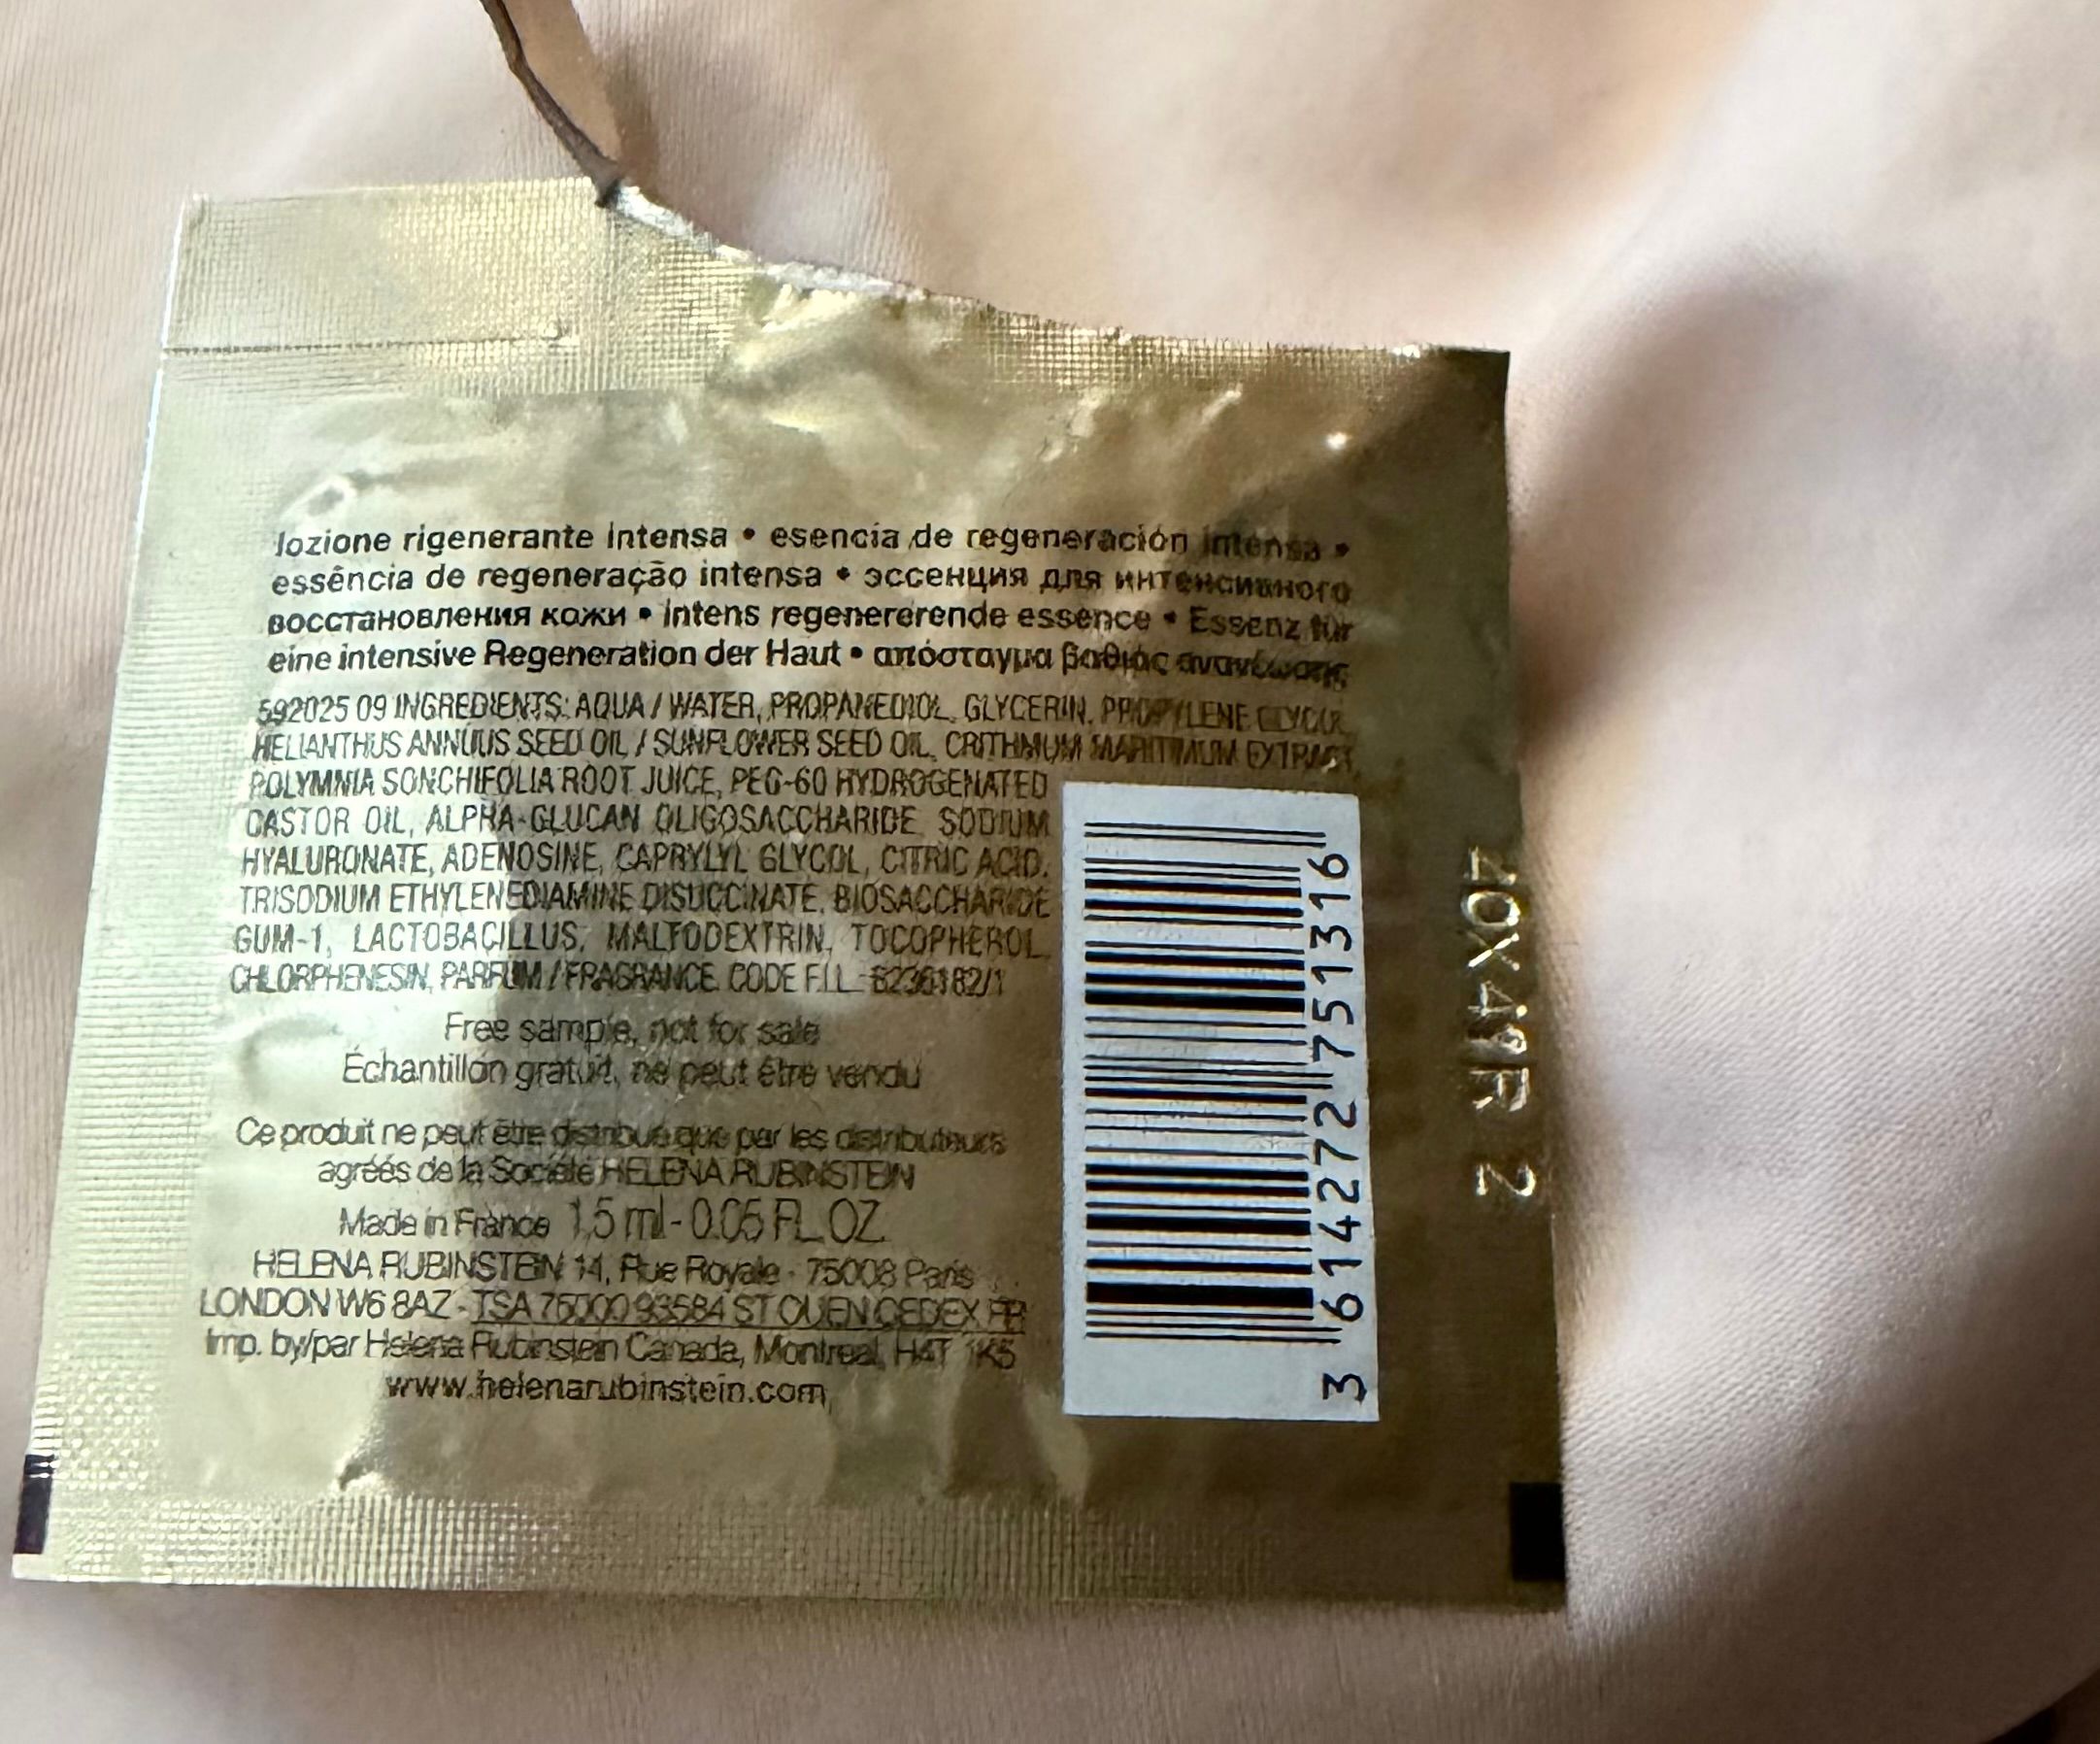 lozione rigenerante intensa • esencia de regeneración intensa •
essência de regeneração intensa • эссенция для интенсивного
восстановления кожи • intens regenererende essence • Essenz für
eine intensive Regeneration der Haut • απόσταγμα βαθιάς ανανέωσης
592025 09 INGREDIENTS: AQUA / WATER, PROPANEDIOL, GLYCERIN, PROPYLENE GLYCOL,
HELIANTHUS ANNUUS SEED OIL / SUNFLOWER SEED OIL, CRITHMUM MARITIMUM EXTRACT,
POLYMNIA SONCHIFOLIA ROOT JUICE, PEG-60 HYDROGENATED
CASTOR OIL, ALPHA-GLUCAN OLIGOSACCHARIDE, SODIUM
HYALURONATE, ADENOSINE, CAPRYLYL GLYCOL, CITRIC ACID,
TRISODIUM ETHYLENEDIAMINE DISUCCINATE, BIOSACCHARIDE
GUM-1, LACTOBACILLUS, MALTODEXTRIN, TOCOPHEROL,
CHLORPHENESIN, PARFUM / FRAGRANCE. CODE F.I.L.
Free sample, not for sale
Échantillon gratuit, ne peut être vendu
Ce produit ne peut être distribué que par les distributeurs
agréés de la Société HELENA RUBINSTEIN
Made in France 1,5 ml - 0.05 FL.OZ.
HELENA RUBINSTEIN 14, Rue Royale - 75008 Paris
LONDON W6 8AZ - TSA 75000 93584 ST OUEN CEDEX FR
Imp. by/par Helena Rubinstein Canada, Montreal, H4T 1K5
www.helenarubinstein.com
3 614272 751316
2